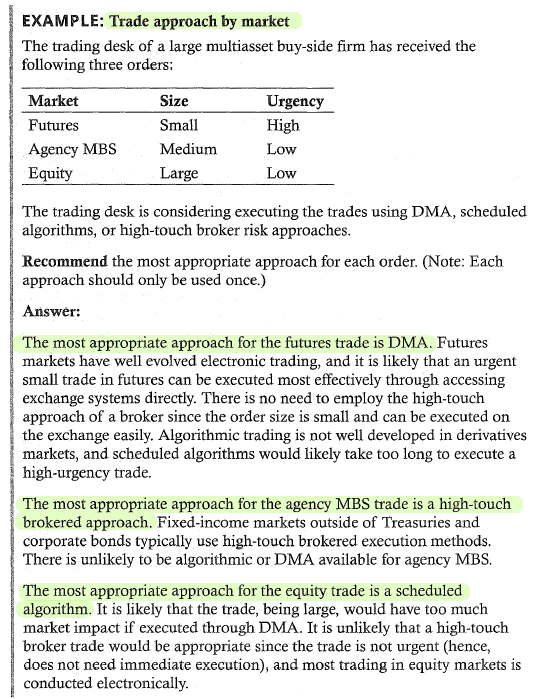 EXAMPLE: Trade approach by market
The trading desk of a large multiasset buy-side firm has received the
following three orders:
Market Size Urgency
Futures Small High
Agency MBS Medium Low
Equity Large Low
The trading desk is considering executing the trades using DMA, scheduled
algorithms, or high-touch broker risk approaches.
Recommend the most appropriate approach for each order. (Note: Each
approach should only be used once.)
Answer:
The most appropriate approach for the futures trade is DMA. Futures
markets have well evolved electronic trading, and it is likely that an urgent
small trade in futures can be executed most effectively through accessing
exchange systems directly. There is no need to employ the high-touch
approach of a broker since the order size is small and can be executed on
the exchange easily. Algorithmic trading is not well developed in derivatives
markets, and scheduled algorithms would likely take too long to execute a
high-urgency trade.
The most appropriate approach for the agency MBS trade is a high-touch
brokered approach. Fixed-income markets outside of Treasuries and
corporate bonds typically use high-touch brokered execution methods.
There is unlikely to be algorithmic or DMA available for agency MBS.
The most appropriate approach for the equity trade is a scheduled
algorithm. It is likely that the trade, being large, would have too much
market impact if executed through DMA. It is unlikely that a high-touch
broker trade would be appropriate since the trade is not urgent (hence,
does not need immediate execution), and most trading in equity markets is
conducted electronically.